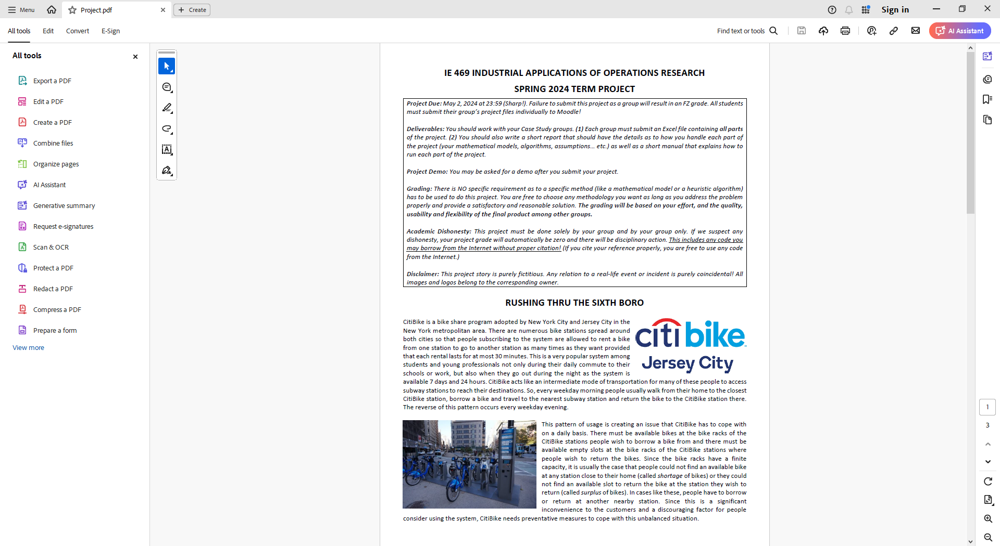 Menu
Project.pdf
Create
Sign in
All tools
Edit
Convert
E-Sign
Find text or tools
AI Assistant
All tools
Export a PDF
Edit a PDF
Create a PDF
Combine files
Organize pages
AI Assistant
Generative summary
Request e-signatures
Scan & OCR
Protect a PDF
Redact a PDF
Compress a PDF
Prepare a form
View more
IE 469 INDUSTRIAL APPLICATIONS OF OPERATIONS RESEARCH
SPRING 2024 TERM PROJECT
Project Due: May 2, 2024 at 23:59 (Sharp!). Failure to submit this project as a group will result in an FZ grade. All students
must submit their group's project files individually to Moodle!
Deliverables: You should work with your Case Study groups. (1) Each group must submit an Excel file containing all parts
of the project. (2) You should also write a short report that should have the details as to how you handle each part of
the project (your mathematical models, algorithms, assumptions... etc.) as well as a short manual that explains how to
run each part of the project.
Project Demo: You may be asked for a demo after you submit your project.
Grading: There is NO specific requirement as to a specific method (like a mathematical model or a heuristic algorithm)
has to be used to do this project. You are free to choose any methodology you want as long as you address the problem
properly and provide a satisfactory and reasonable solution. The grading will be based on your effort, and the quality,
usability and flexibility of the final product among other groups.
Academic Dishonesty: This project must be done solely by your group and by your group only. If we suspect any
dishonesty, your project grade will automatically be zero and there will be disciplinary action. This includes any code you
may borrow from the Internet without proper citation! (If you cite your reference properly, you are free to use any code
from the Internet.)
Disclaimer: This project story is purely fictitious. Any relation to a real-life event or incident is purely coincidental! All
images and logos belong to the corresponding owner.
RUSHING THRU THE SIXTH BORO
CitiBike is a bike share program adopted by New York City and Jersey City in the
New York metropolitan area. There are numerous bike stations spread around
both cities so that people subscribing to the system are allowed to rent a bike
from one station to go to another station as many times as they want provided
that each rental lasts for at most 30 minutes. This is a very popular system among
students and young professionals not only during their daily commute to their
schools or work, but also when they go out during the night as the system is
available 7 days and 24 hours. CitiBike acts like an intermediate mode of transportation for many of these people to access
subway stations to reach their destinations. So, every weekday morning people usually walk from their home to the closest
CitiBike station, borrow a bike and travel to the nearest subway station and return the bike to the CitiBike station there.
The reverse of this pattern occurs every weekday evening.
citi bike
Jersey City
This pattern of usage is creating an issue that CitiBike has to cope with
on a daily basis. There must be available bikes at the bike racks of the
CitiBike stations people wish to borrow a bike from and there must be
available empty slots at the bike racks of the CitiBike stations where
people wish to return the bikes. Since the bike racks have a finite
capacity, it is usually the case that people could not find an available bike
at any station close to their home (called shortage of bikes) or they could
not find an available slot to return the bike at the station they wish to
return (called surplus of bikes). In cases like these, people have to borrow
or return at another nearby station. Since this is a significant
inconvenience to the customers and a discouraging factor for people
consider using the system, CitiBike needs preventative measures to cope with this unbalanced situation.
1
3